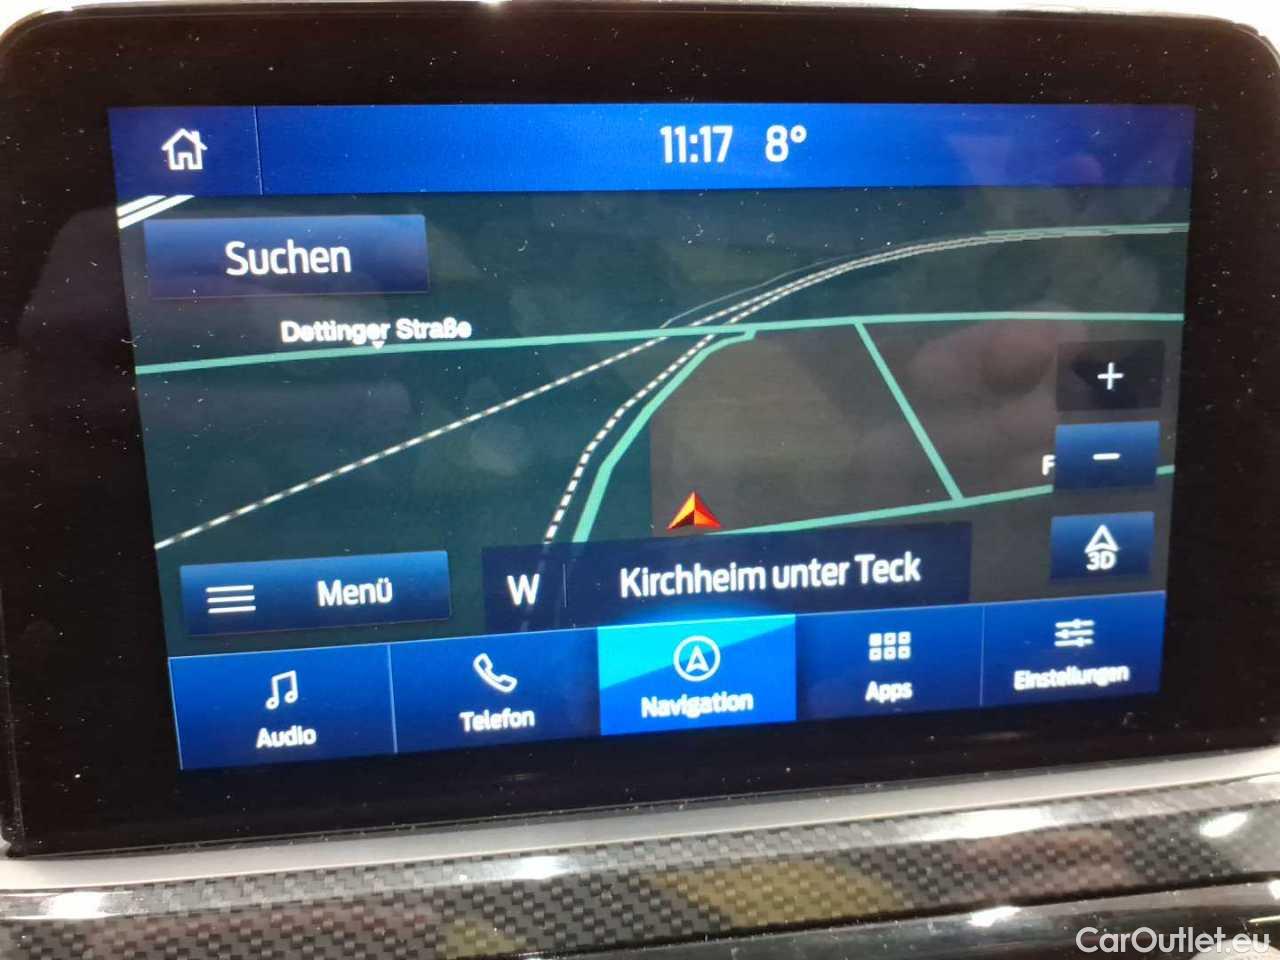 11:17 8°
Suchen
Dettinger Straße
+
F
−
3D
Menü
W Kirchheim unter Teck
Audio
Telefon
Navigation
Apps
Einstellungen
CarOutlet.eu